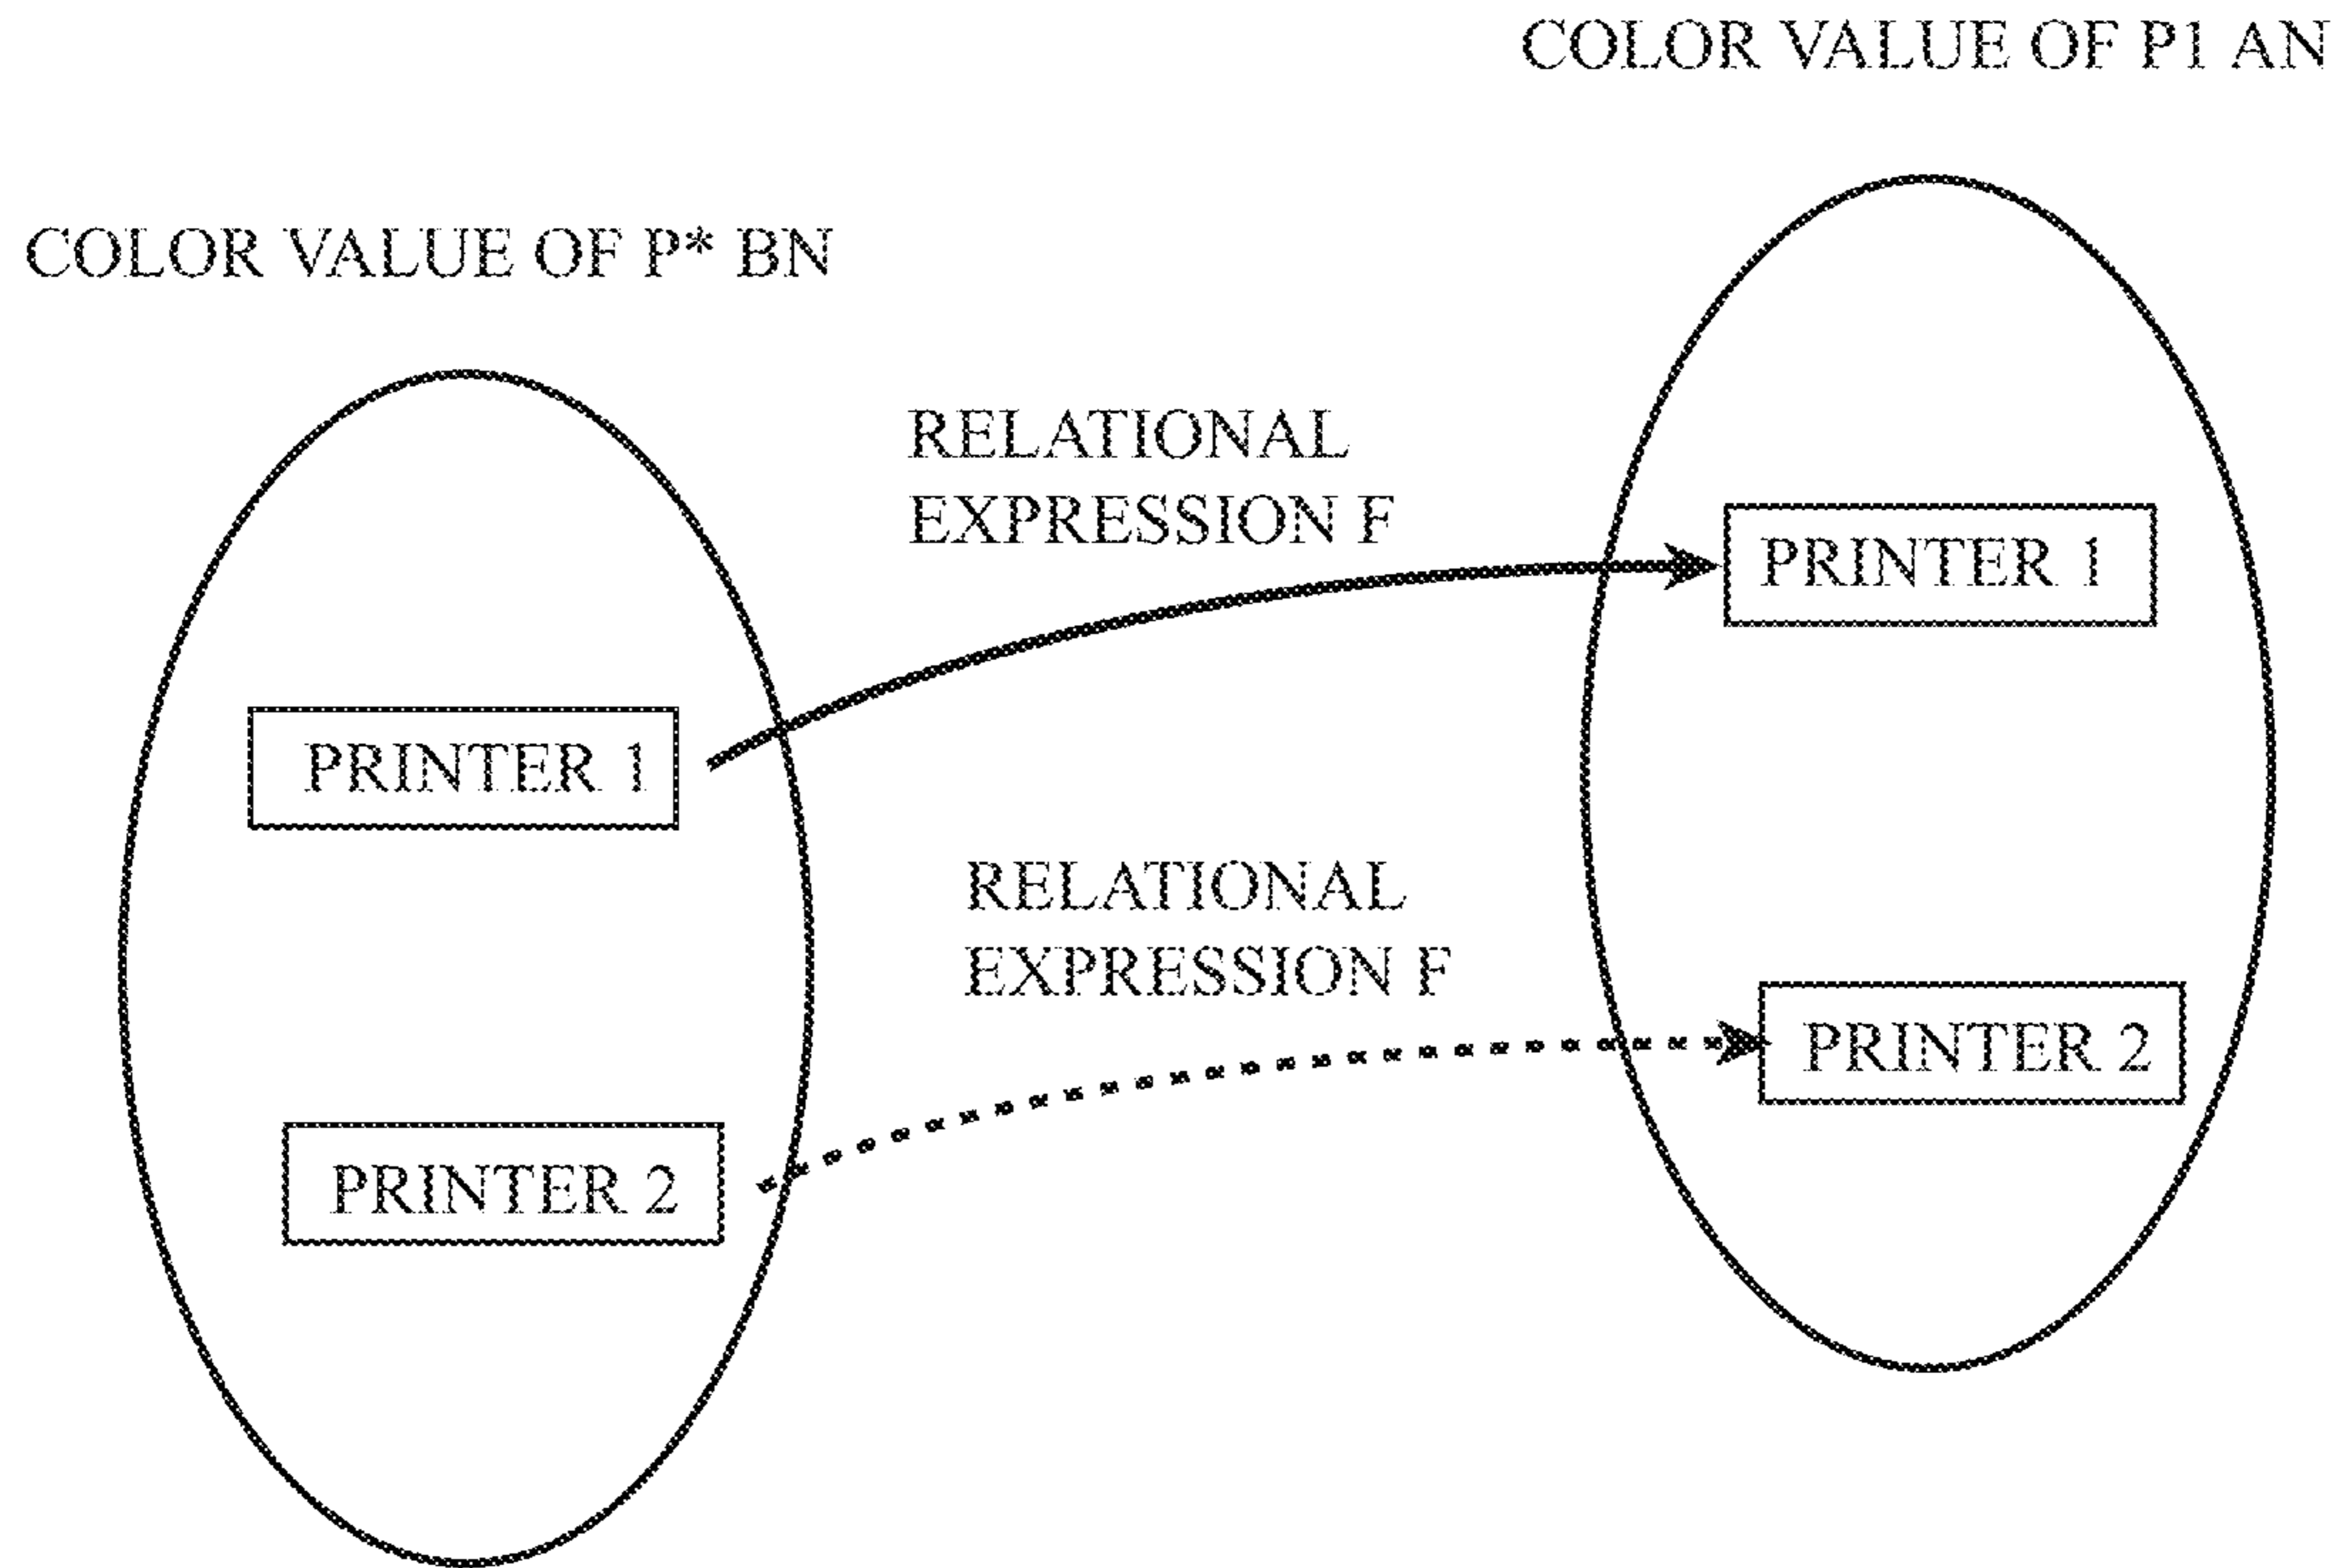 COLOR VALUE OF P1 AN
COLOR VALUE OF P* BN
RELATIONAL
EXPRESSION F
PRINTER 1
PRINTER 1
RELATIONAL
EXPRESSION F
PRINTER 2
PRINTER 2